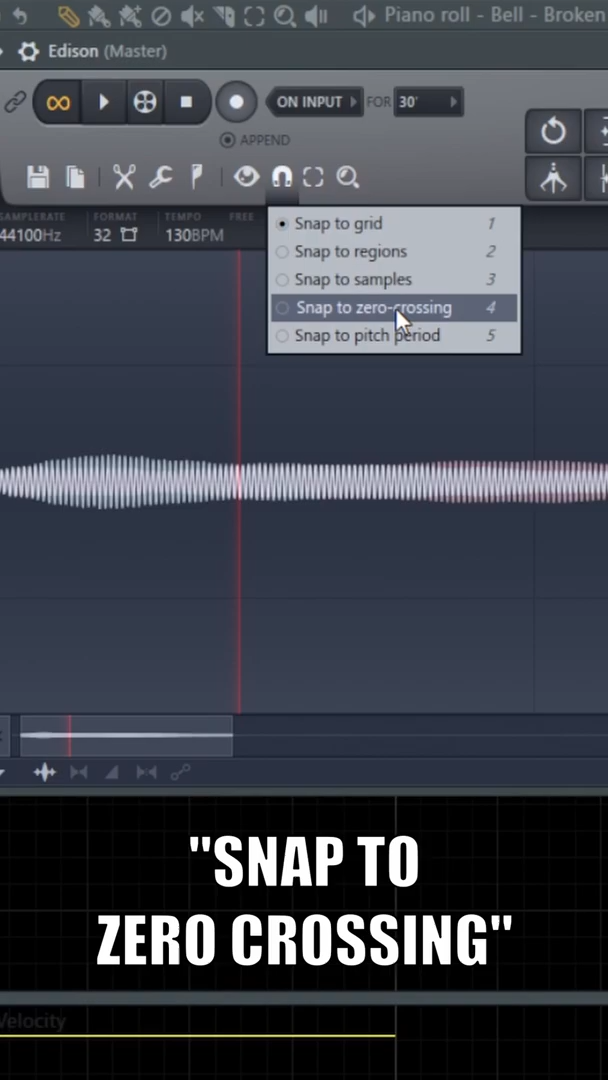 Piano roll - Bell - Broken
Edison (Master)
ON INPUT FOR 30'
APPEND
SAMPLERATE FORMAT TEMPO FREE
44100Hz 32 130BPM
Snap to grid 1
Snap to regions 2
Snap to samples 3
Snap to zero-crossing 4
Snap to pitch period 5
"SNAP TO
ZERO CROSSING"
Velocity